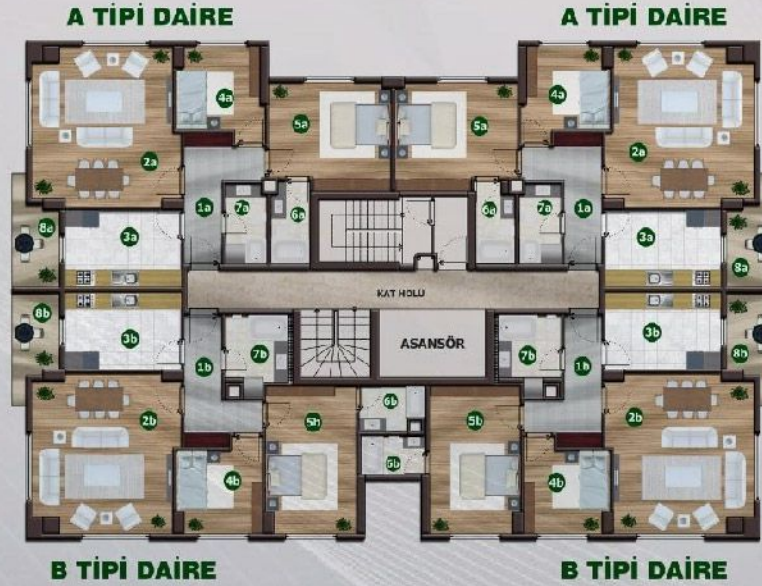 A TİPİ DAİRE A TİPİ DAİRE
4a 4a
5a 5a
2a 2a
1a 7a 6a 6a 7a 1a
8a 3a 3a 8a
KAT HOLÜ
8b 3b 3b 8b
ASANSÖR
1b 7b 7b 1b
2b 5b 6b 5b 2b
6b
4b 4b
B TİPİ DAİRE B TİPİ DAİRE